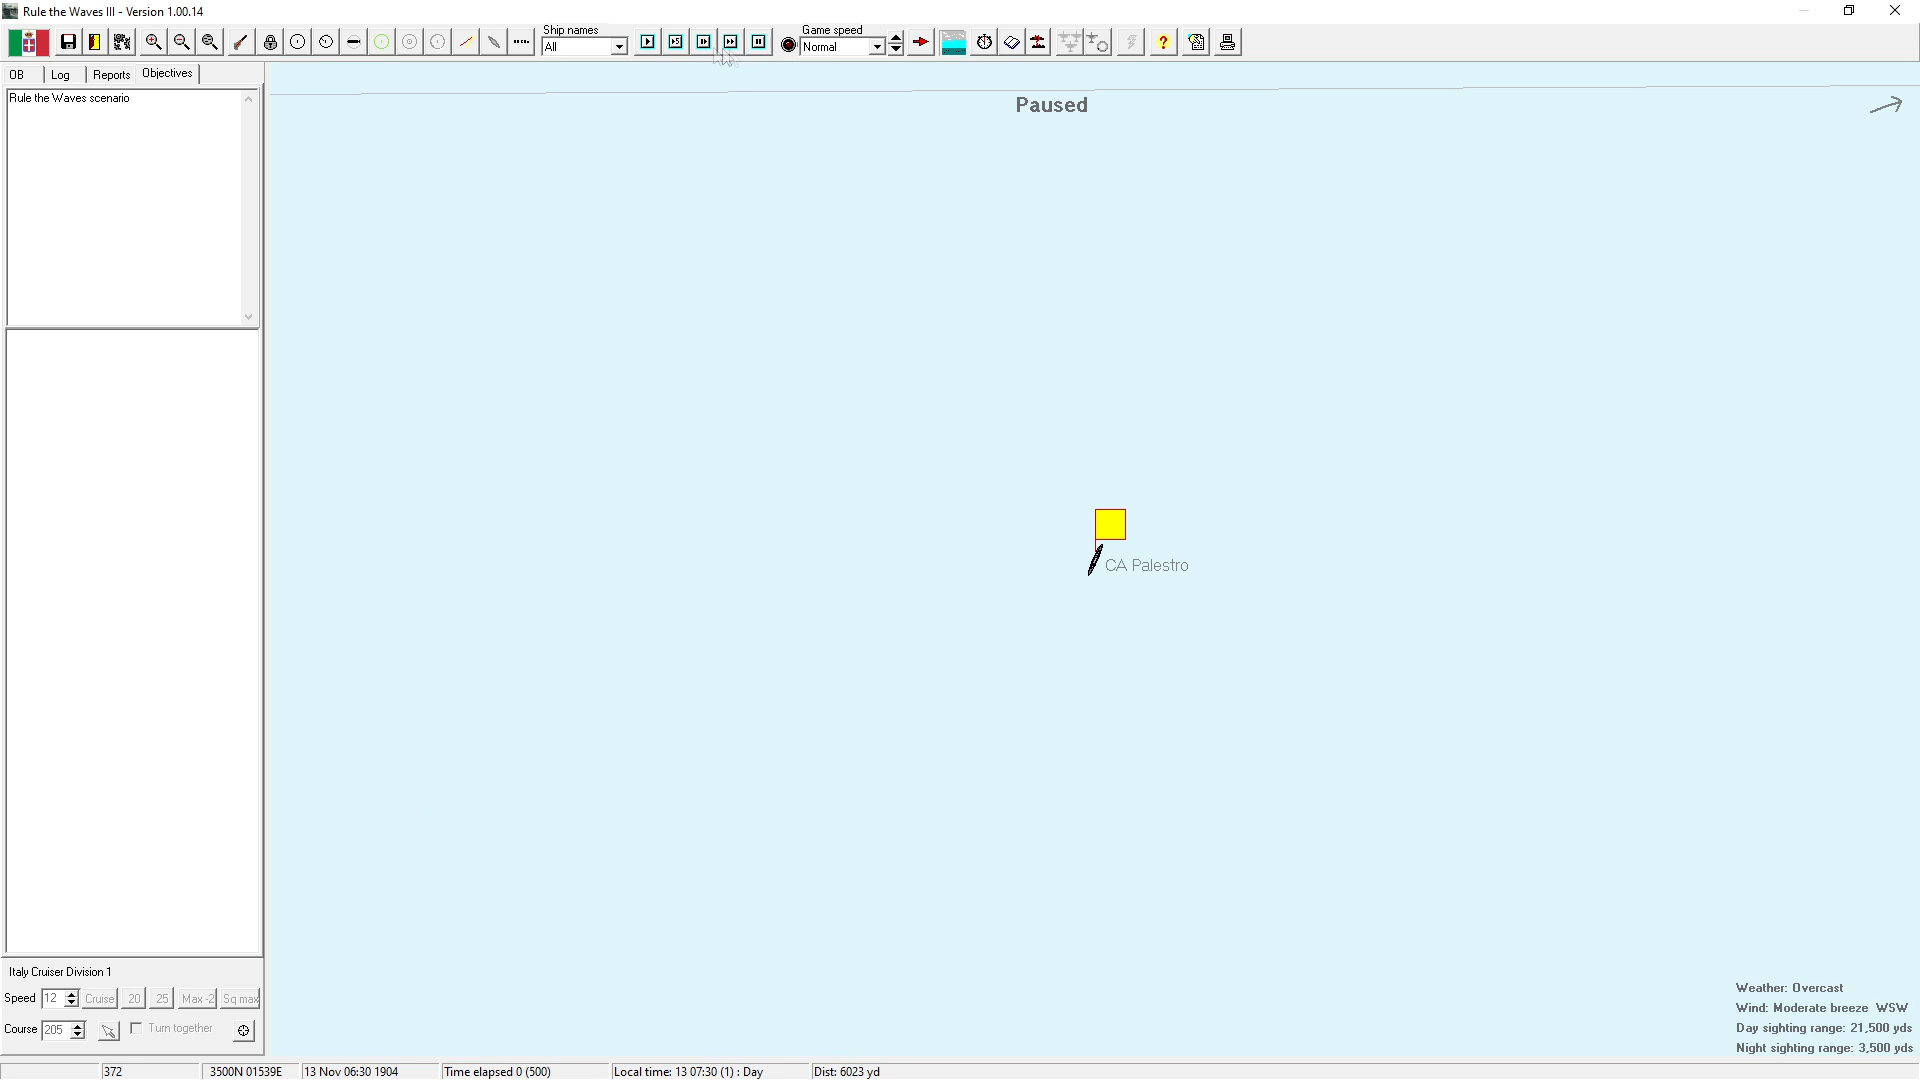 Rule the Waves III - Version 1.00.14
Ship names
All
Game speed
Normal
OB
Log
Reports
Objectives
Rule the Waves scenario
Paused
CA Palestro
Italy Cruiser Division 1
Speed 12 Cruise 20 25 Max -2 Sq max
Course 205 Turn together
Weather: Overcast
Wind: Moderate breeze WSW
Day sighting range: 21,500 yds
Night sighting range: 3,500 yds
372 3500N 01539E 13 Nov 06:30 1904 Time elapsed 0 (500) Local time: 13 07:30 (1) : Day Dist: 6023 yd